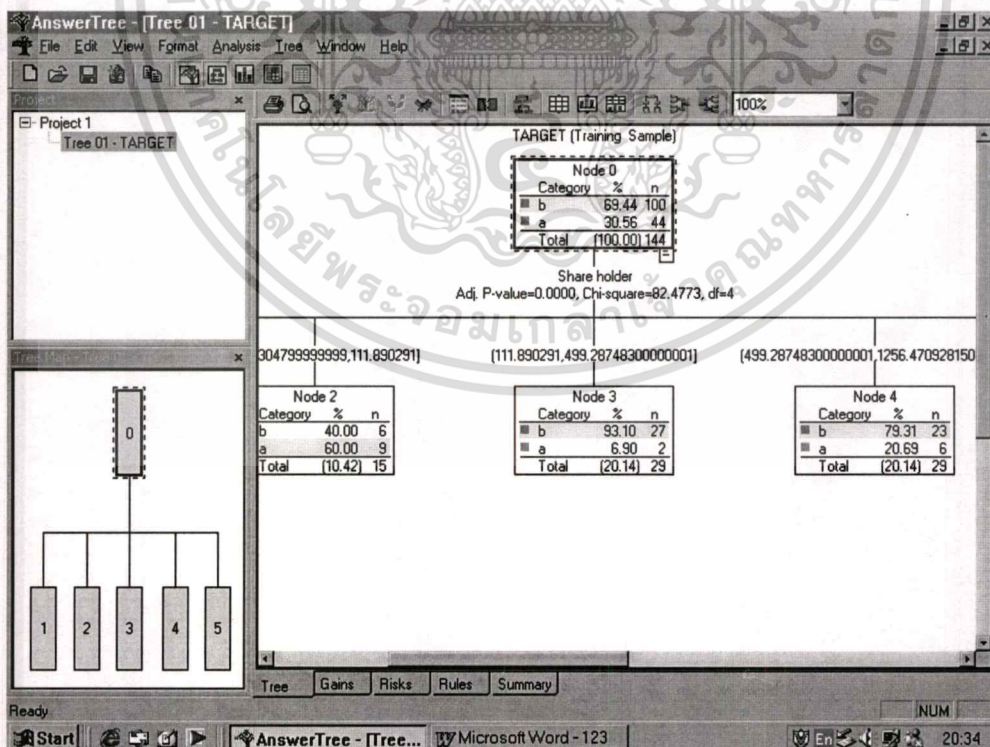 AnswerTree - [Tree 01 - TARGET]
File Edit View Format Analysis Tree Window Help
Project
100%
Project 1
Tree 01 - TARGET
TARGET (Training Sample)
Node 0
Category % n
b 69.44 100
a 30.56 44
Total (100.00) 144
Share holder
Adj. P-value=0.0000, Chi-square=82.4773, df=4
304799999999,111.890291]
(111.890291,499.28748300000001]
(499.28748300000001,1256.470928150
Node 2
Category % n
b 40.00 6
a 60.00 9
Total (10.42) 15
Node 3
Category % n
b 93.10 27
a 6.90 2
Total (20.14) 29
Node 4
Category % n
b 79.31 23
a 20.69 6
Total (20.14) 29
Tree Map - Tree
0
1 2 3 4 5
Tree Gains Risks Rules Summary
Ready
NUM
Start
AnswerTree - [Tree...
Microsoft Word - 123
En
20:34